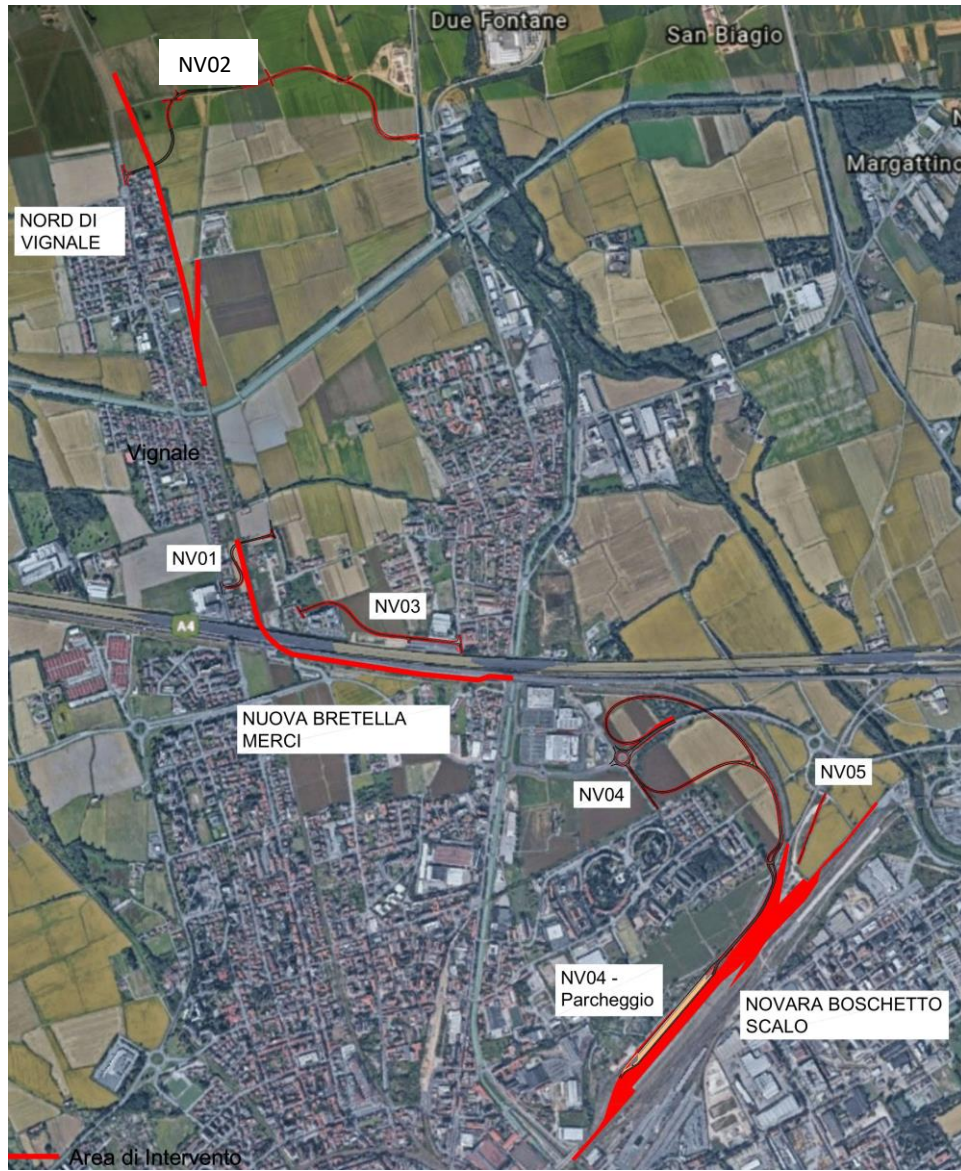 Due Fontane
San Biagio
NV02
N
Margattino
NORD DI
VIGNALE
Vignale
NV01
NV03
A4
NUOVA BRETELLA
MERCI
NV05
NV04
NV04 -
Parcheggio
NOVARA BOSCHETTO
SCALO
Area di Intervento